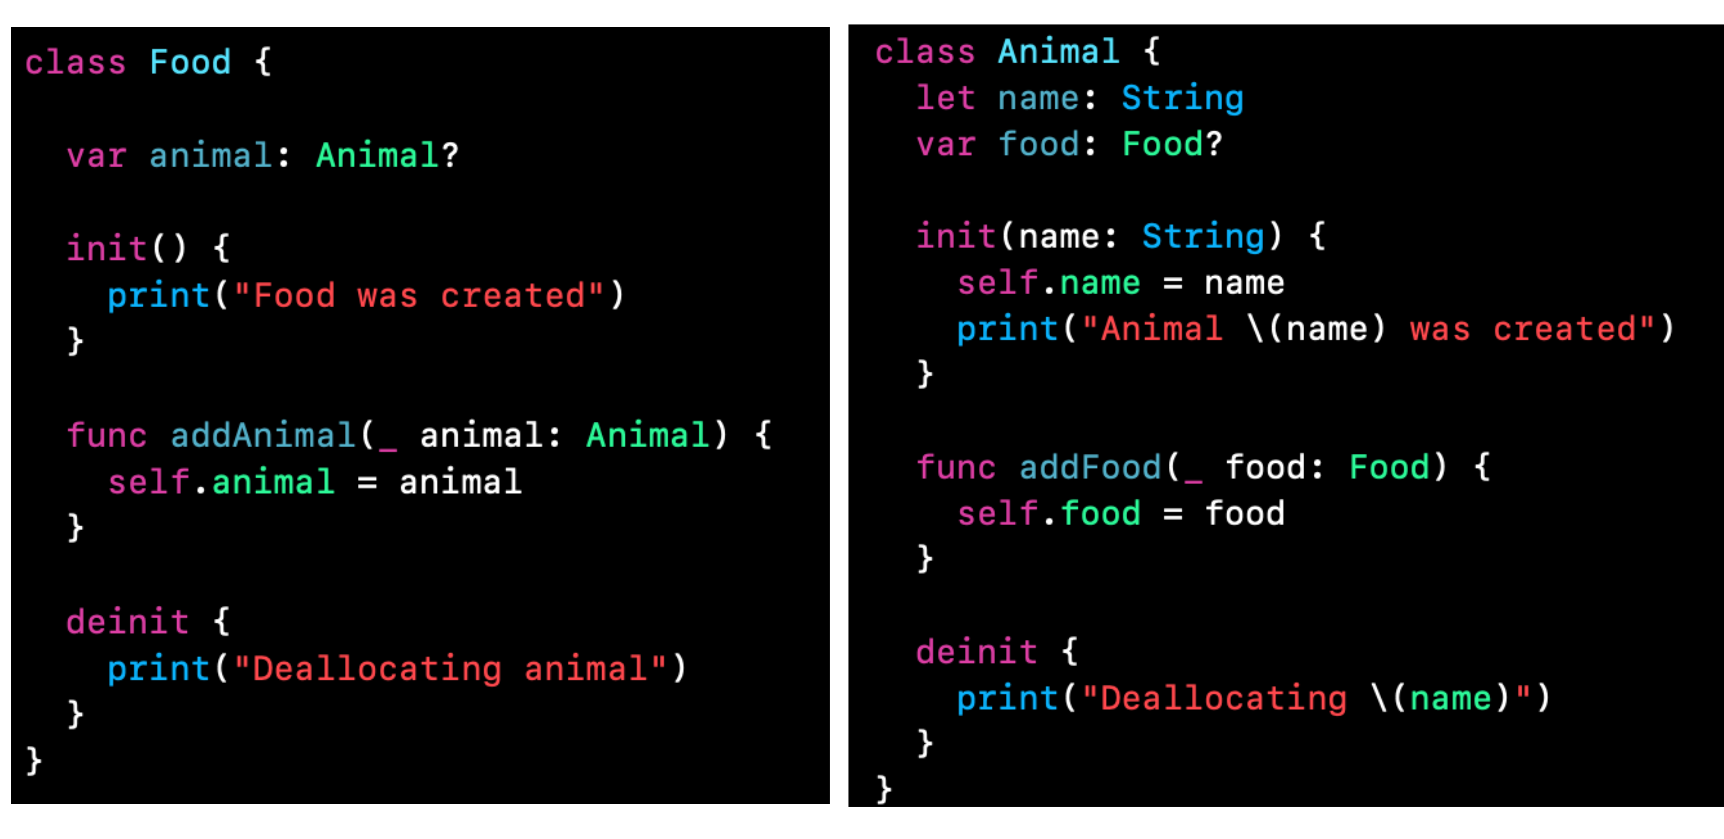 class Food {
var animal: Animal?
init() {
print("Food was created")
}
func addAnimal(_ animal: Animal) {
self.animal = animal
}
deinit {
print("Deallocating animal")
}
}
class Animal {
let name: String
var food: Food?
init(name: String) {
self.name = name
print("Animal \(name) was created")
}
func addFood(_ food: Food) {
self.food = food
}
deinit {
print("Deallocating \(name)")
}
}